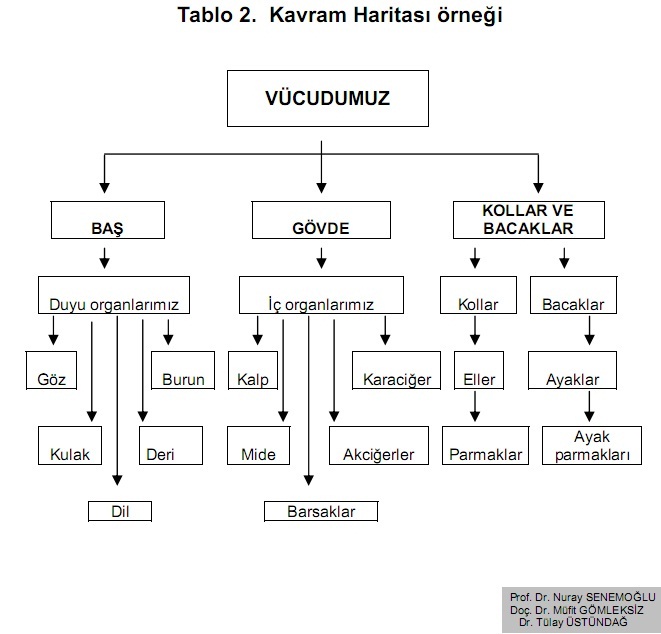 Tablo 2.  Kavram Haritası örneği
VÜCUDUMUZ
BAŞ
GÖVDE
KOLLAR VE
BACAKLAR
Duyu organlarımız
İç organlarımız
Kollar
Bacaklar
Göz
Burun
Kalp
Karaciğer
Eller
Ayaklar
Kulak
Deri
Mide
Akciğerler
Parmaklar
Ayak
parmakları
Dil
Barsaklar
Prof. Dr. Nuray SENEMOĞLU
Doç. Dr. Müfit GÖMLEKSİZ
Dr. Tülay ÜSTÜNDAĞ